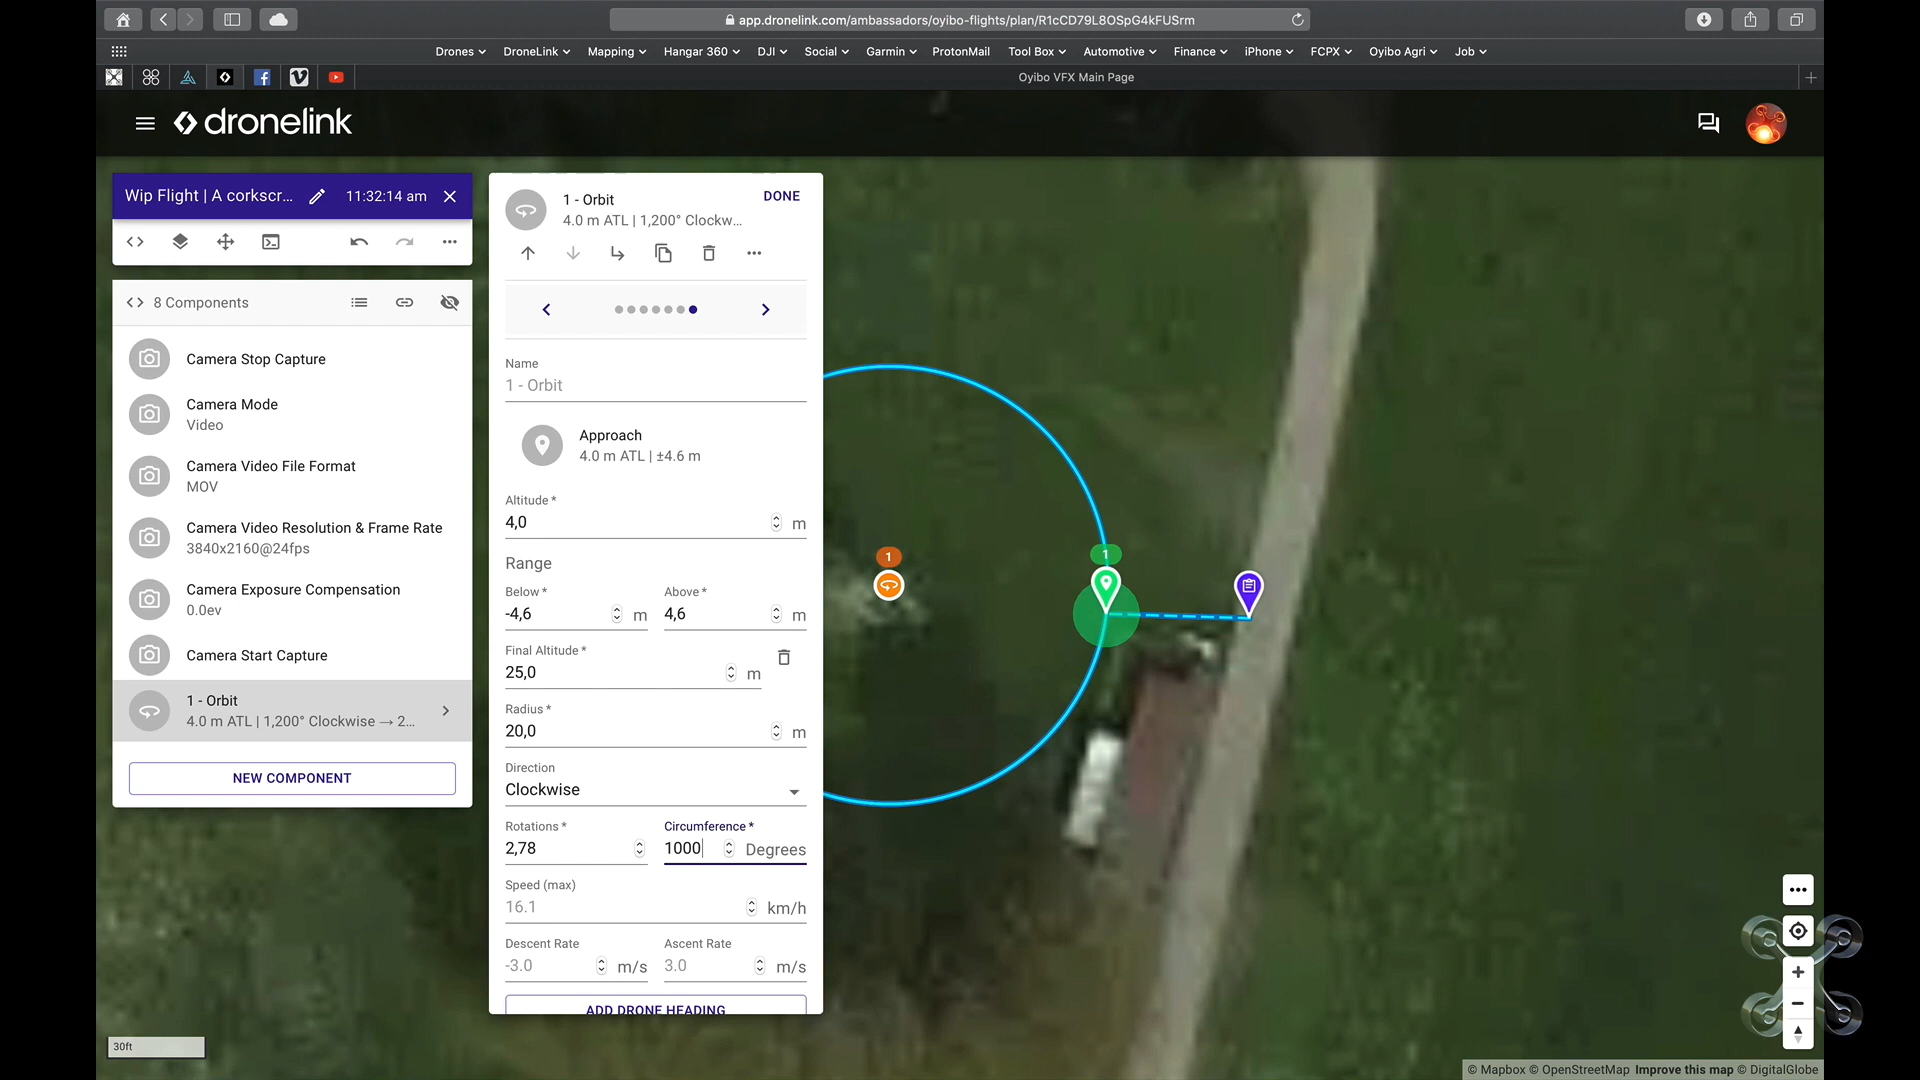 app.dronelink.com/ambassadors/oyibo-flights/plan/R1cCD79L8OSpG4kFUSrm
Drones DroneLink Mapping Hangar 360 DJI Social Garmin ProtonMail Tool Box Automotive Finance iPhone FCPX Oyibo Agri Job
Oyibo VFX Main Page
dronelink
Wip Flight | A corkscr... 11:32:14 am
8 Components
Camera Stop Capture
Camera Mode
Video
Camera Video File Format
MOV
Camera Video Resolution & Frame Rate
3840x2160@24fps
Camera Exposure Compensation
0.0ev
Camera Start Capture
1 - Orbit
4.0 m ATL | 1,200° Clockwise → 2...
NEW COMPONENT
1 - Orbit
DONE
4.0 m ATL | 1,200° Clockw...
Name
1 - Orbit
Approach
4.0 m ATL | ±4.6 m
Altitude *
4,0 m
Range
Below * Above *
-4,6 m 4,6 m
Final Altitude *
25,0 m
Radius *
20,0 m
Direction
Clockwise
Rotations * Circumference *
2,78 1000 Degrees
Speed (max)
16.1 km/h
Descent Rate Ascent Rate
-3.0 m/s 3.0 m/s
ADD DRONE HEADING
1
1
30ft
© Mapbox © OpenStreetMap Improve this map © DigitalGlobe